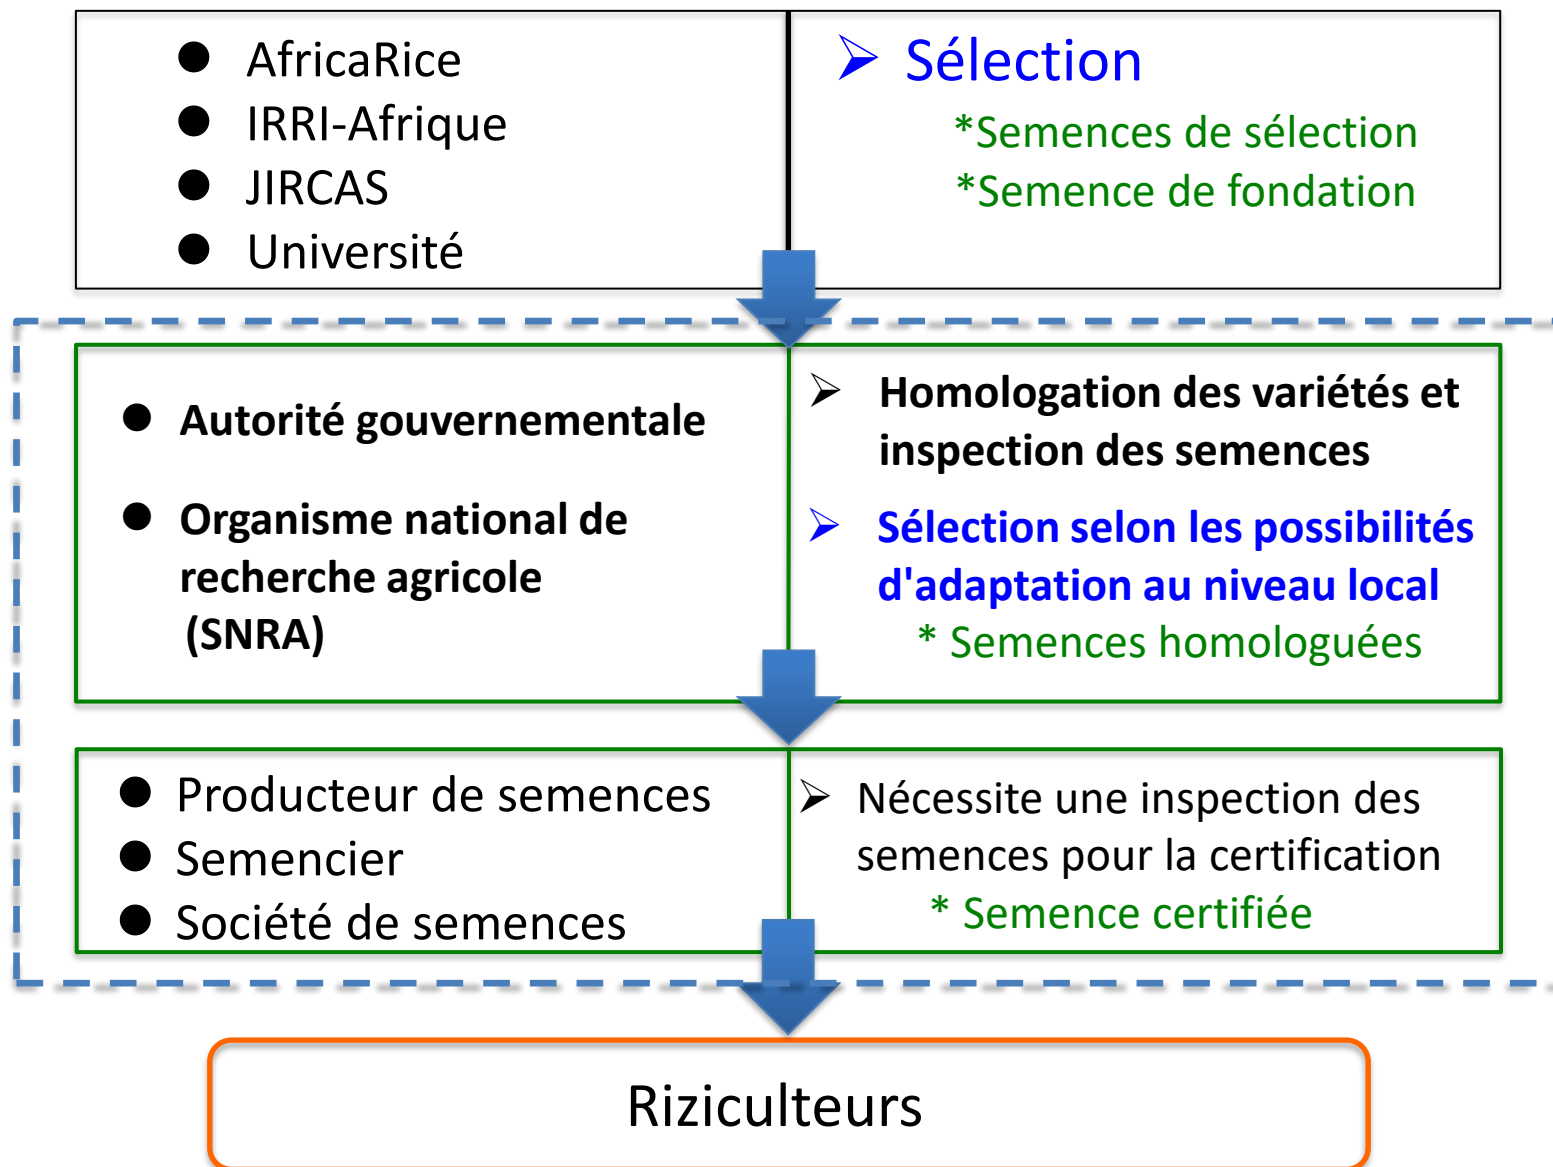 ● AfricaRice
● IRRI-Afrique
● JIRCAS
● Université
➢ Sélection
*Semences de sélection
*Semence de fondation
● Autorité gouvernementale
● Organisme national de
recherche agricole
(SNRA)
➢ Homologation des variétés et
inspection des semences
➢ Sélection selon les possibilités
d'adaptation au niveau local
* Semences homologuées
● Producteur de semences
● Semencier
● Société de semences
➢ Nécessite une inspection des
semences pour la certification
* Semence certifiée
Riziculteurs